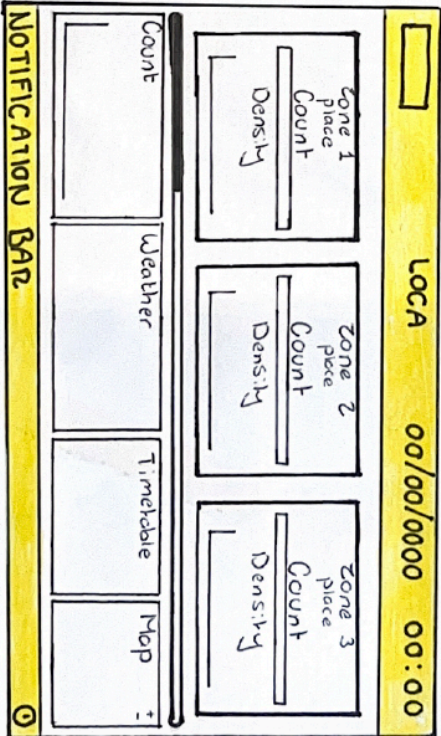 LOCA 00/00/0000 00:00
zone 1
place
Count
Density
zone 2
place
Count
Density
zone 3
place
Count
Density
Count
Weather
Timetable
Map
+
-
NOTIFICATION BAR